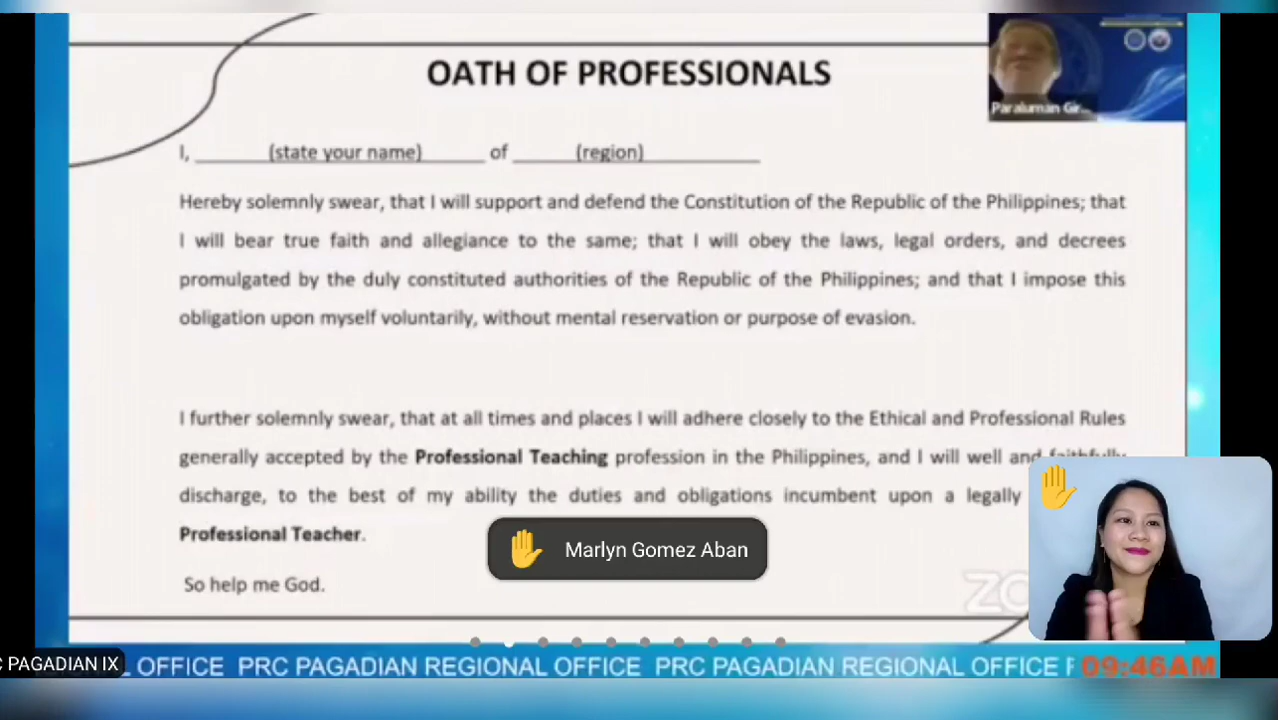 OATH OF PROFESSIONALS
Paraluman Gir...
I, ______(state your name)______ of _____(region)__________
Hereby solemnly swear, that I will support and defend the Constitution of the Republic of the Philippines; that
I will bear true faith and allegiance to the same; that I will obey the laws, legal orders, and decrees
promulgated by the duly constituted authorities of the Republic of the Philippines; and that I impose this
obligation upon myself voluntarily, without mental reservation or purpose of evasion.
I further solemnly swear, that at all times and places I will adhere closely to the Ethical and Professional Rules
generally accepted by the Professional Teaching profession in the Philippines, and I will well and faithfully
discharge, to the best of my ability the duties and obligations incumbent upon a legally
Professional Teacher.
Marlyn Gomez Aban
So help me God.
C PAGADIAN IX
OFFICE PRC PAGADIAN REGIONAL OFFICE PRC PAGADIAN REGIONAL OFFICE
09:46AM